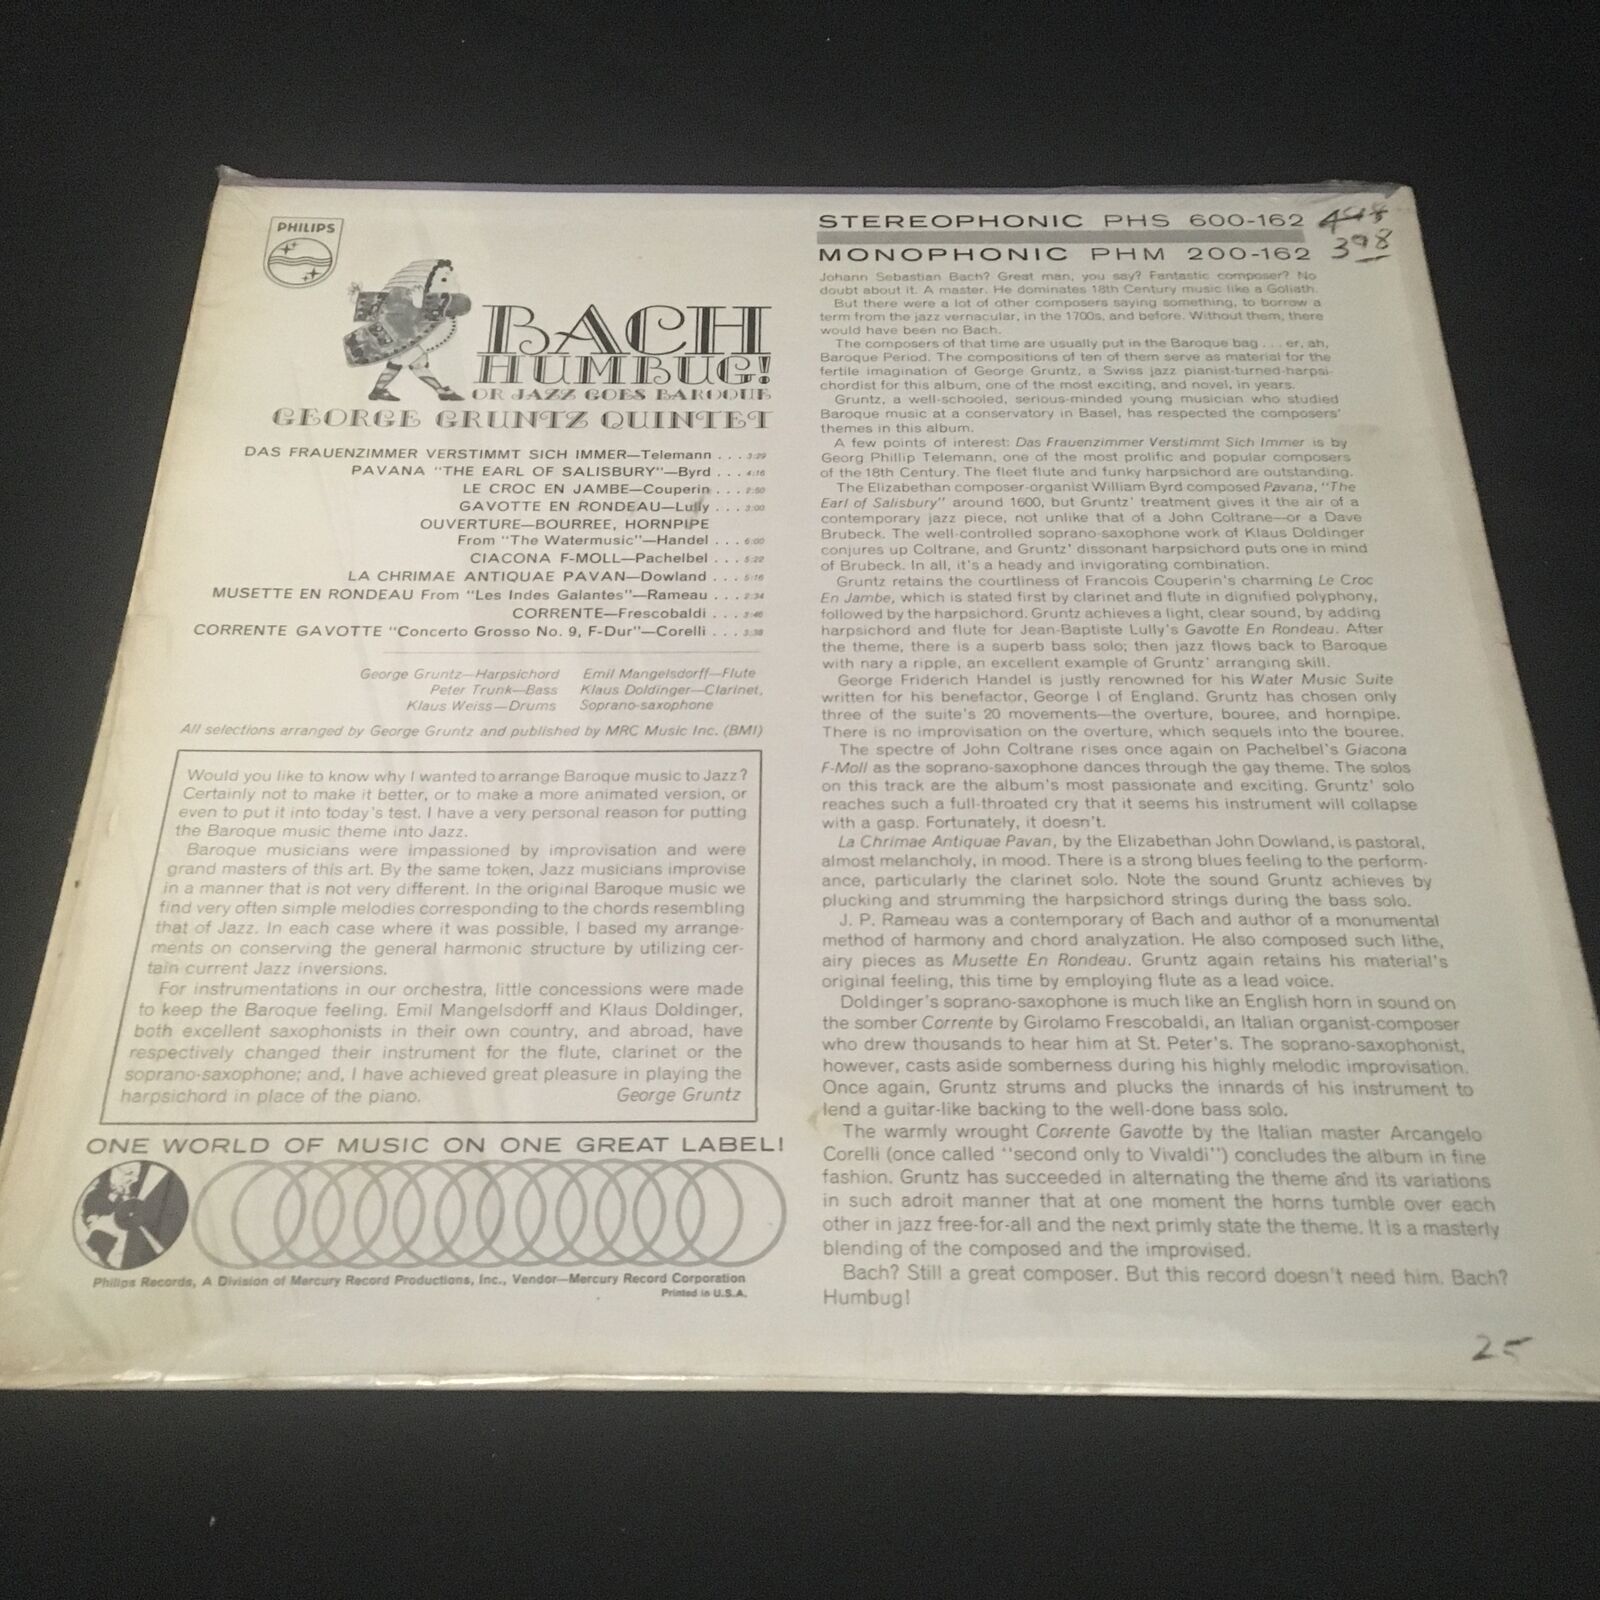 PHILIPS
BACH
HUMBUG!
OR JAZZ GOES BAROQUE
GEORGE GRUNTZ QUINTET
DAS FRAUENZIMMER VERSTIMMT SICH IMMER—Telemann . . . 3:29
PAVANA "THE EARL OF SALISBURY"—Byrd . . . 4:16
LE CROC EN JAMBE—Couperin . . . 2:50
GAVOTTE EN RONDEAU—Lully . . . 3:00
OUVERTURE—BOURREE, HORNPIPE
From "The Watermusic"—Handel . . . 6:00
CIACONA F-MOLL—Pachelbel . . . 5:22
LA CHRIMAE ANTIQUAE PAVAN—Dowland . . . 5:16
MUSETTE EN RONDEAU From "Les Indes Galantes"—Rameau . . . 2:34
CORRENTE—Frescobaldi . . . 3:46
CORRENTE GAVOTTE "Concerto Grosso No. 9, F-Dur"—Corelli . . . 3:38
George Gruntz—Harpsichord Emil Mangelsdorff—Flute
Peter Trunk—Bass Klaus Doldinger—Clarinet,
Klaus Weiss—Drums Soprano-saxophone
All selections arranged by George Gruntz and published by MRC Music Inc. (BMI)
Would you like to know why I wanted to arrange Baroque music to Jazz?
Certainly not to make it better, or to make a more animated version, or
even to put it into today's test. I have a very personal reason for putting
the Baroque music theme into Jazz.
Baroque musicians were impassioned by improvisation and were
grand masters of this art. By the same token, Jazz musicians improvise
in a manner that is not very different. In the original Baroque music we
find very often simple melodies corresponding to the chords resembling
that of Jazz. In each case where it was possible, I based my arrange-
ments on conserving the general harmonic structure by utilizing cer-
tain current Jazz inversions.
For instrumentations in our orchestra, little concessions were made
to keep the Baroque feeling. Emil Mangelsdorff and Klaus Doldinger,
both excellent saxophonists in their own country, and abroad, have
respectively changed their instrument for the flute, clarinet or the
soprano-saxophone; and, I have achieved great pleasure in playing the
harpsichord in place of the piano. George Gruntz
ONE WORLD OF MUSIC ON ONE GREAT LABEL!
Philips Records, A Division of Mercury Record Productions, Inc., Vendor—Mercury Record Corporation
Printed in U.S.A.
STEREOPHONIC PHS 600-162
MONOPHONIC PHM 200-162 398
Johann Sebastian Bach? Great man, you say? Fantastic composer? No
doubt about it. A master. He dominates 18th Century music like a Goliath.
But there were a lot of other composers saying something, to borrow a
term from the jazz vernacular, in the 1700s, and before. Without them, there
would have been no Bach.
The composers of that time are usually put in the Baroque bag . . . er, ah,
Baroque Period. The compositions of ten of them serve as material for the
fertile imagination of George Gruntz, a Swiss jazz pianist-turned-harpsi-
chordist for this album, one of the most exciting, and novel, in years.
Gruntz, a well-schooled, serious-minded young musician who studied
Baroque music at a conservatory in Basel, has respected the composers'
themes in this album.
A few points of interest: Das Frauenzimmer Verstimmt Sich Immer is by
Georg Phillip Telemann, one of the most prolific and popular composers
of the 18th Century. The fleet flute and funky harpsichord are outstanding.
The Elizabethan composer-organist William Byrd composed Pavana, "The
Earl of Salisbury" around 1600, but Gruntz' treatment gives it the air of a
contemporary jazz piece, not unlike that of a John Coltrane—or a Dave
Brubeck. The well-controlled soprano-saxophone work of Klaus Doldinger
conjures up Coltrane, and Gruntz' dissonant harpsichord puts one in mind
of Brubeck. In all, it's a heady and invigorating combination.
Gruntz retains the courtliness of Francois Couperin's charming Le Croc
En Jambe, which is stated first by clarinet and flute in dignified polyphony,
followed by the harpsichord. Gruntz achieves a light, clear sound, by adding
harpsichord and flute for Jean-Baptiste Lully's Gavotte En Rondeau. After
the theme, there is a superb bass solo; then jazz flows back to Baroque
with nary a ripple, an excellent example of Gruntz' arranging skill.
George Friderich Handel is justly renowned for his Water Music Suite
written for his benefactor, George I of England. Gruntz has chosen only
three of the suite's 20 movements—the overture, bouree, and hornpipe.
There is no improvisation on the overture, which sequels into the bouree.
The spectre of John Coltrane rises once again on Pachelbel's Giacona
F-Moll as the soprano-saxophone dances through the gay theme. The solos
on this track are the album's most passionate and exciting. Gruntz' solo
reaches such a full-throated cry that it seems his instrument will collapse
with a gasp. Fortunately, it doesn't.
La Chrimae Antiquae Pavan, by the Elizabethan John Dowland, is pastoral,
almost melancholy, in mood. There is a strong blues feeling to the perform-
ance, particularly the clarinet solo. Note the sound Gruntz achieves by
plucking and strumming the harpsichord strings during the bass solo.
J. P. Rameau was a contemporary of Bach and author of a monumental
method of harmony and chord analyzation. He also composed such lithe,
airy pieces as Musette En Rondeau. Gruntz again retains his material's
original feeling, this time by employing flute as a lead voice.
Doldinger's soprano-saxophone is much like an English horn in sound on
the somber Corrente by Girolamo Frescobaldi, an Italian organist-composer
who drew thousands to hear him at St. Peter's. The soprano-saxophonist,
however, casts aside somberness during his highly melodic improvisation.
Once again, Gruntz strums and plucks the innards of his instrument to
lend a guitar-like backing to the well-done bass solo.
The warmly wrought Corrente Gavotte by the Italian master Arcangelo
Corelli (once called "second only to Vivaldi") concludes the album in fine
fashion. Gruntz has succeeded in alternating the theme and its variations
in such adroit manner that at one moment the horns tumble over each
other in jazz free-for-all and the next primly state the theme. It is a masterly
blending of the composed and the improvised.
Bach? Still a great composer. But this record doesn't need him. Bach?
Humbug!
25